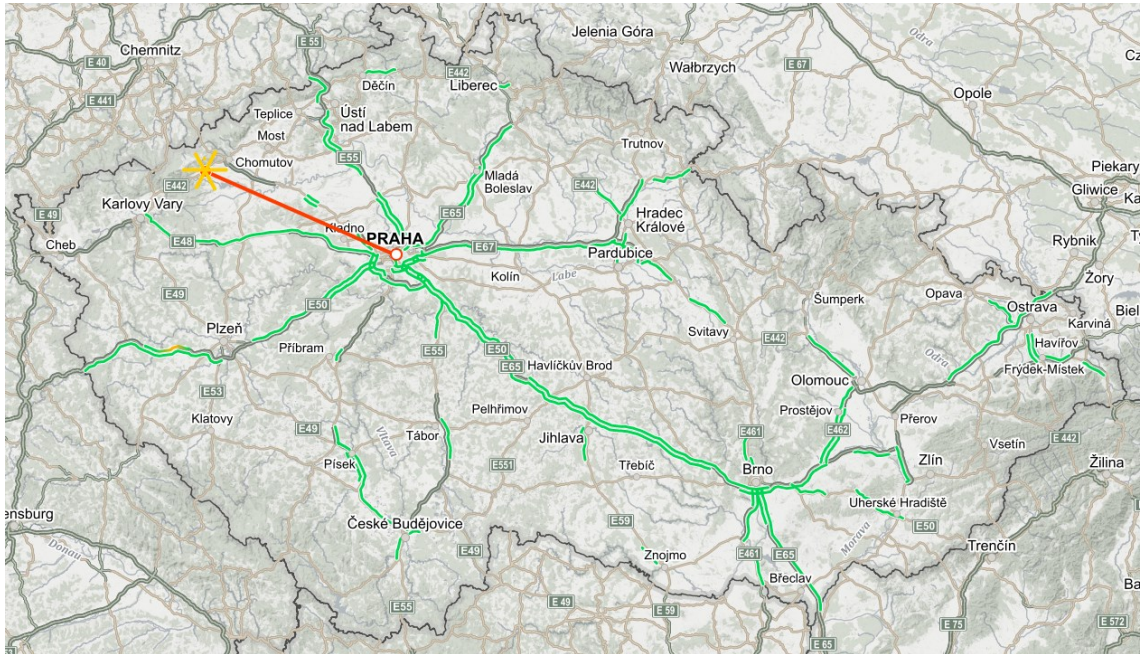 Jelenia Góra
E 55
Chemnitz
Odra
E 40
Cz
E 67
Wałbrzych
E442
Liberec
Děčín
Opole
E 441
Teplice
Ústí
nad Labem
Most
Trutnov
E55
Chomutov
Piekary
Mladá
Boleslav
E442
E442
Gliwice
Ka
Karlovy Vary
E 49
E65
Hradec
Králové
Kladno
PRAHA
Rybnik
Ty
Cheb
E48
E67
Pardubice
Kolín
Labe
Żory
E49
Opava
Šumperk
Ostrava
E50
Biel
Plzeň
Svitavy
Karviná
E442
Příbram
E55
E50
Havířov
E65
Havlíčkův Brod
Odra
Frýdek-Místek
Olomouc
E53
Pelhřimov
Prostějov
Přerov
Klatovy
E49
Vltava
Tábor
Jihlava
E461
E462
Vsetín
E 442
Písek
E551
Třebíč
Brno
Zlín
Žilina
Uherské Hradiště
ensburg
České Budějovice
E59
E50
Morava
Donau
E49
Znojmo
E461
E65
Trenčín
Břeclav
Ba
E55
E 49
E 59
E 75
E 572
E 65